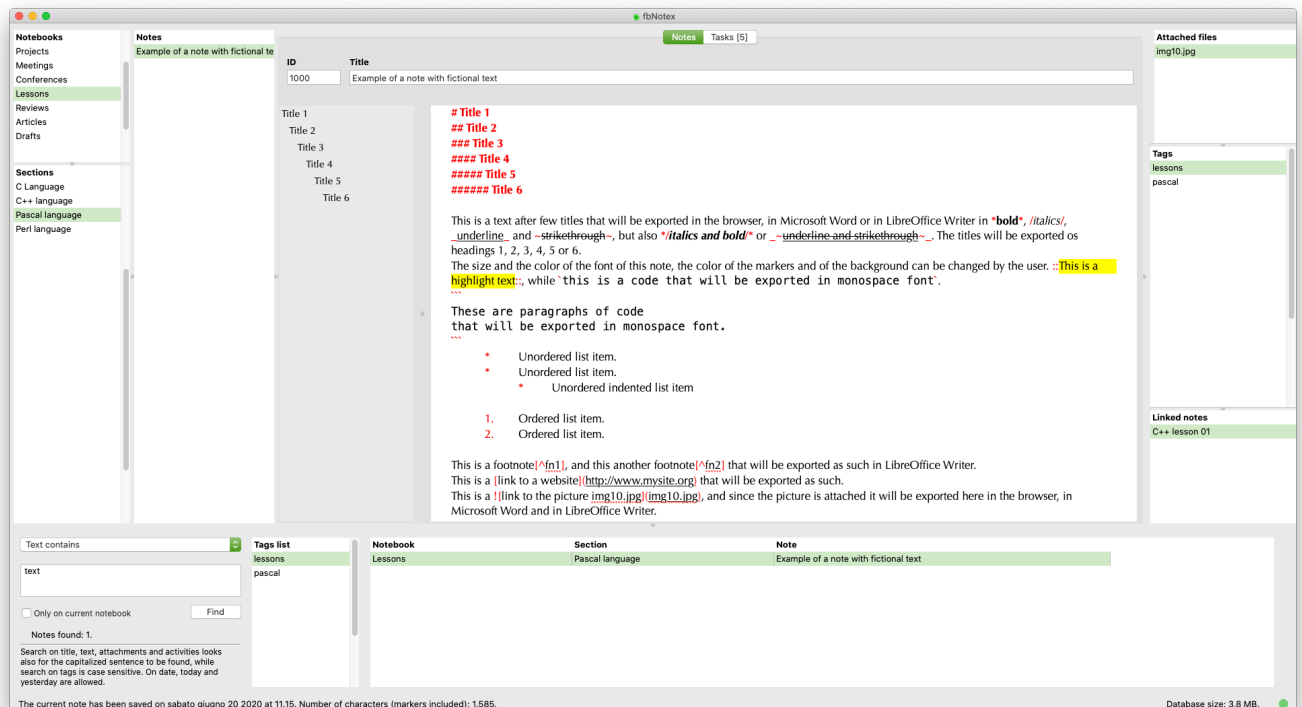 fbNotex
Notebooks
Projects
Meetings
Conferences
Lessons
Reviews
Articles
Drafts
Sections
C Language
C++ language
Pascal language
Perl language
Notes
Example of a note with fictional te
Notes
Tasks [5]
ID
Title
1000
Example of a note with fictional text
Title 1
Title 2
Title 3
Title 4
Title 5
Title 6
# Title 1
## Title 2
### Title 3
#### Title 4
##### Title 5
###### Title 6
This is a text after few titles that will be exported in the browser, in Microsoft Word or in LibreOffice Writer in *bold*, /italics/,
_underline_ and ~strikethrough~, but also */italics and bold/* or _~underline and strikethrough~_. The titles will be exported os
headings 1, 2, 3, 4, 5 or 6.
The size and the color of the font of this note, the color of the markers and of the background can be changed by the user. ::This is a
highlight text::, while `this is a code that will be exported in monospace font`.
```
These are paragraphs of code
that will be exported in monospace font.
```
* Unordered list item.
* Unordered list item.
* Unordered indented list item
1. Ordered list item.
2. Ordered list item.
This is a footnote[^fn1], and this another footnote[^fn2] that will be exported as such in LibreOffice Writer.
This is a [link to a website](http://www.mysite.org) that will be exported as such.
This is a ![link to the picture img10.jpg](img10.jpg), and since the picture is attached it will be exported here in the browser, in
Microsoft Word and in LibreOffice Writer.
Attached files
img10.jpg
Tags
lessons
pascal
Linked notes
C++ lesson 01
Text contains
text
Only on current notebook
Find
Notes found: 1.
Search on title, text, attachments and activities looks
also for the capitalized sentence to be found, while
search on tags is case sensitive. On date, today and
yesterday are allowed.
Tags list
lessons
pascal
Notebook
Section
Note
Lessons
Pascal language
Example of a note with fictional text
The current note has been saved on sabato giugno 20 2020 at 11.15. Number of characters (markers included): 1.585.
Database size: 3,8 MB.